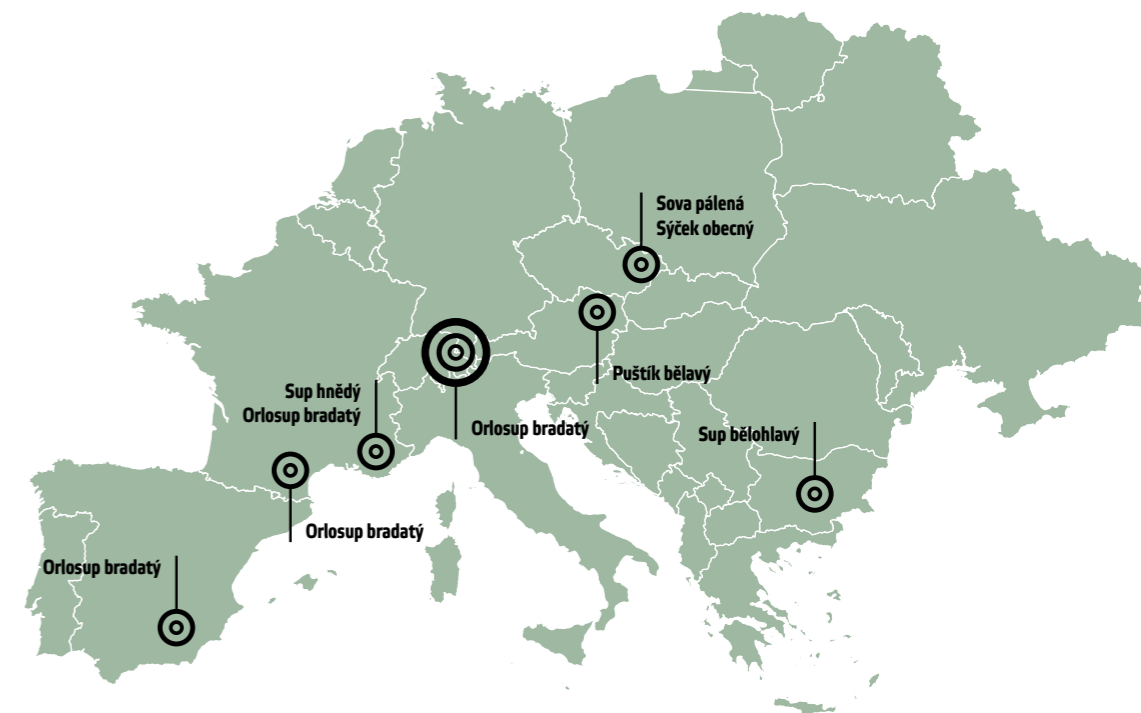 Sova pálená
Sýček obecný
Puštík bělavý
Sup hnědý
Orlosup bradatý
Orlosup bradatý
Sup bělohlavý
Orlosup bradatý
Orlosup bradatý